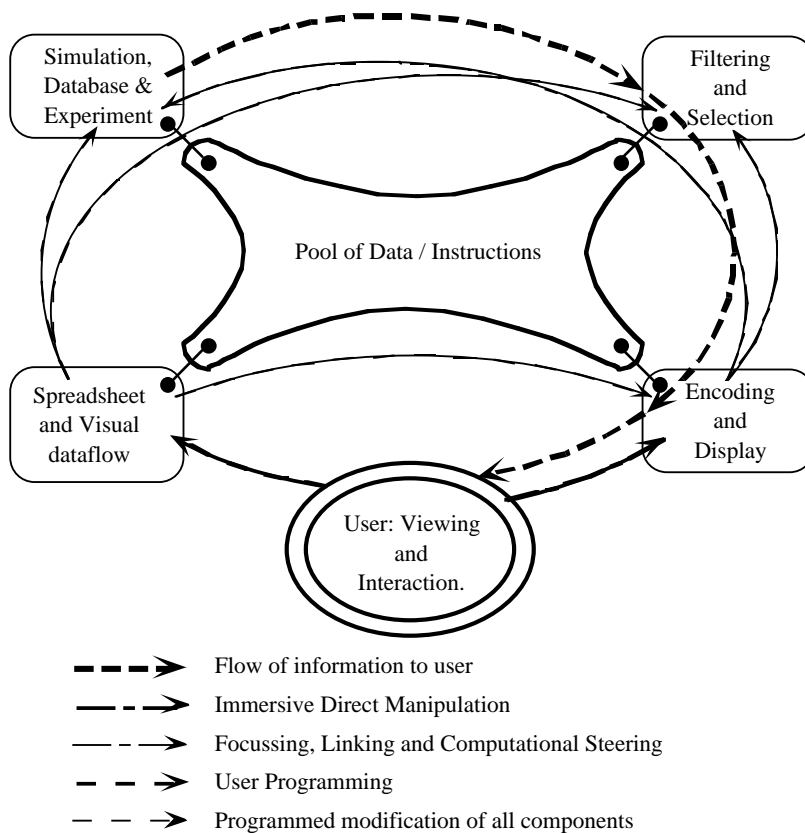 Simulation,
Database &
Experiment
Filtering
and
Selection
Pool of Data / Instructions
Spreadsheet
and Visual
dataflow
Encoding
and
Display
User: Viewing
and
Interaction.
Flow of information to user
Immersive Direct Manipulation
Focussing, Linking and Computational Steering
User Programming
Programmed modification of all components